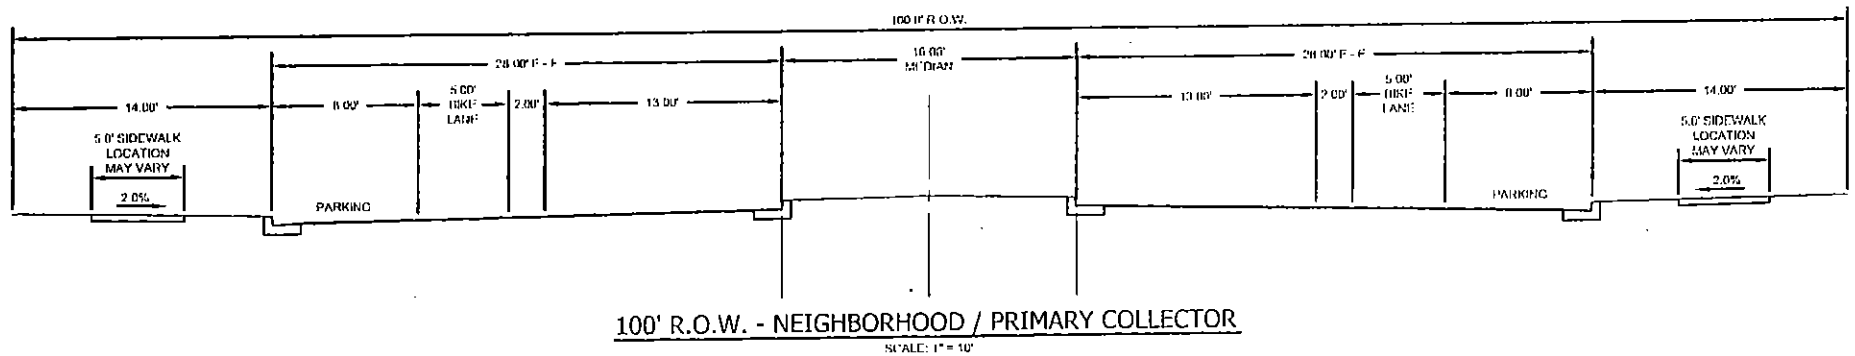 100.0' R.O.W.
28.00' F - F
16.00'
MEDIAN
28.00' F - F
14.00'
8.00'
5.00'
BIKE
LANE
2.00'
13.00'
13.00'
2.00'
5.00'
BIKE
LANE
8.00'
14.00'
5.0' SIDEWALK
LOCATION
MAY VARY
2.0%
PARKING
5.0' SIDEWALK
LOCATION
MAY VARY
2.0%
PARKING
100' R.O.W. - NEIGHBORHOOD / PRIMARY COLLECTOR
SCALE: 1" = 10'